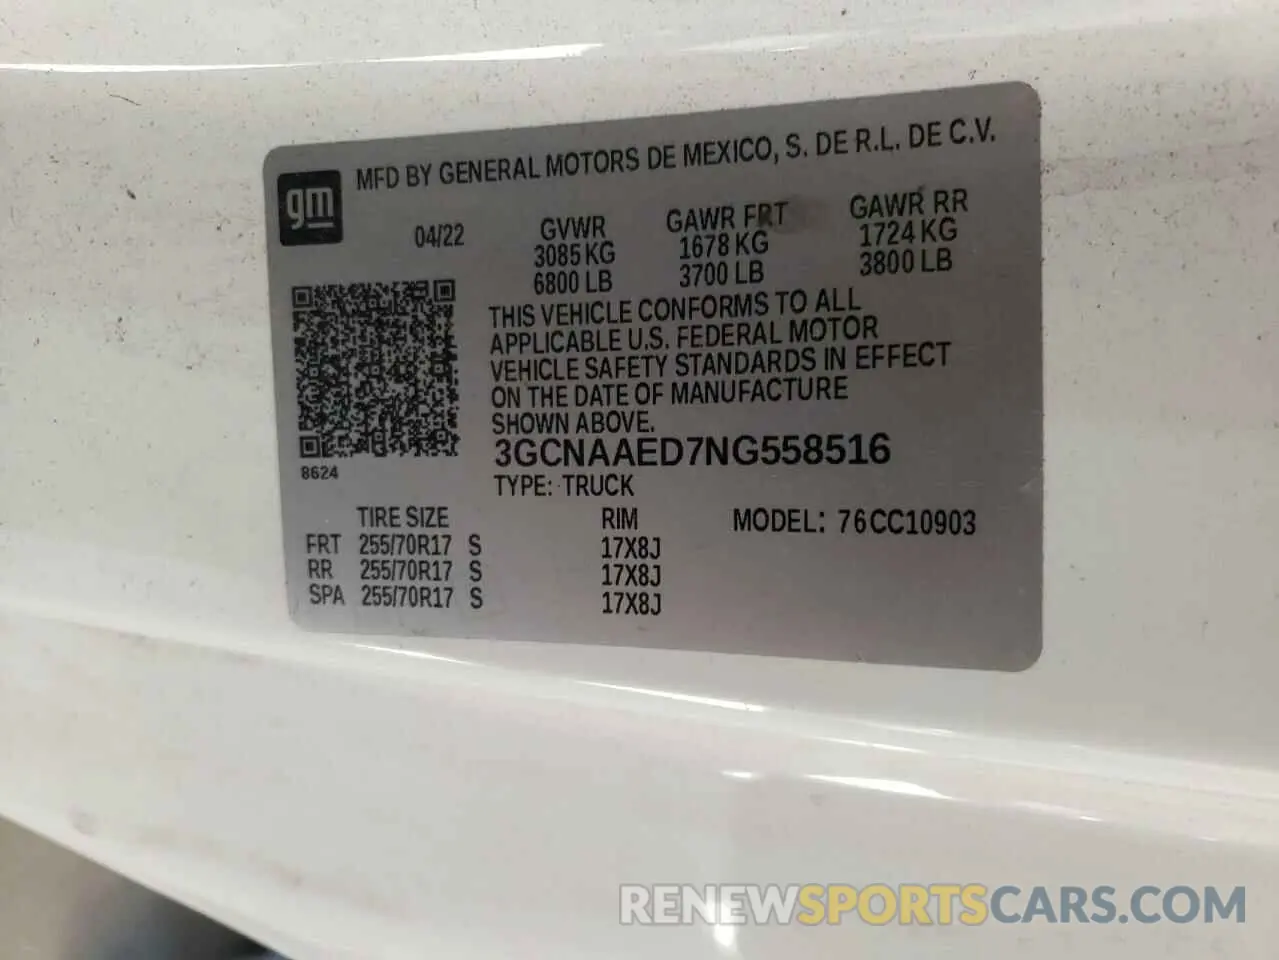 gm
MFD BY GENERAL MOTORS DE MEXICO, S. DE R.L. DE C.V.
04/22
GVWR
3085 KG
6800 LB
GAWR FRT
1678 KG
3700 LB
GAWR RR
1724 KG
3800 LB
THIS VEHICLE CONFORMS TO ALL
APPLICABLE U.S. FEDERAL MOTOR
VEHICLE SAFETY STANDARDS IN EFFECT
ON THE DATE OF MANUFACTURE
SHOWN ABOVE.
3GCNAAED7NG558516
8624
TYPE: TRUCK
TIRE SIZE RIM MODEL: 76CC10903
FRT 255/70R17 S 17X8J
RR 255/70R17 S 17X8J
SPA 255/70R17 S 17X8J
RENEWSPORTSCARS.COM